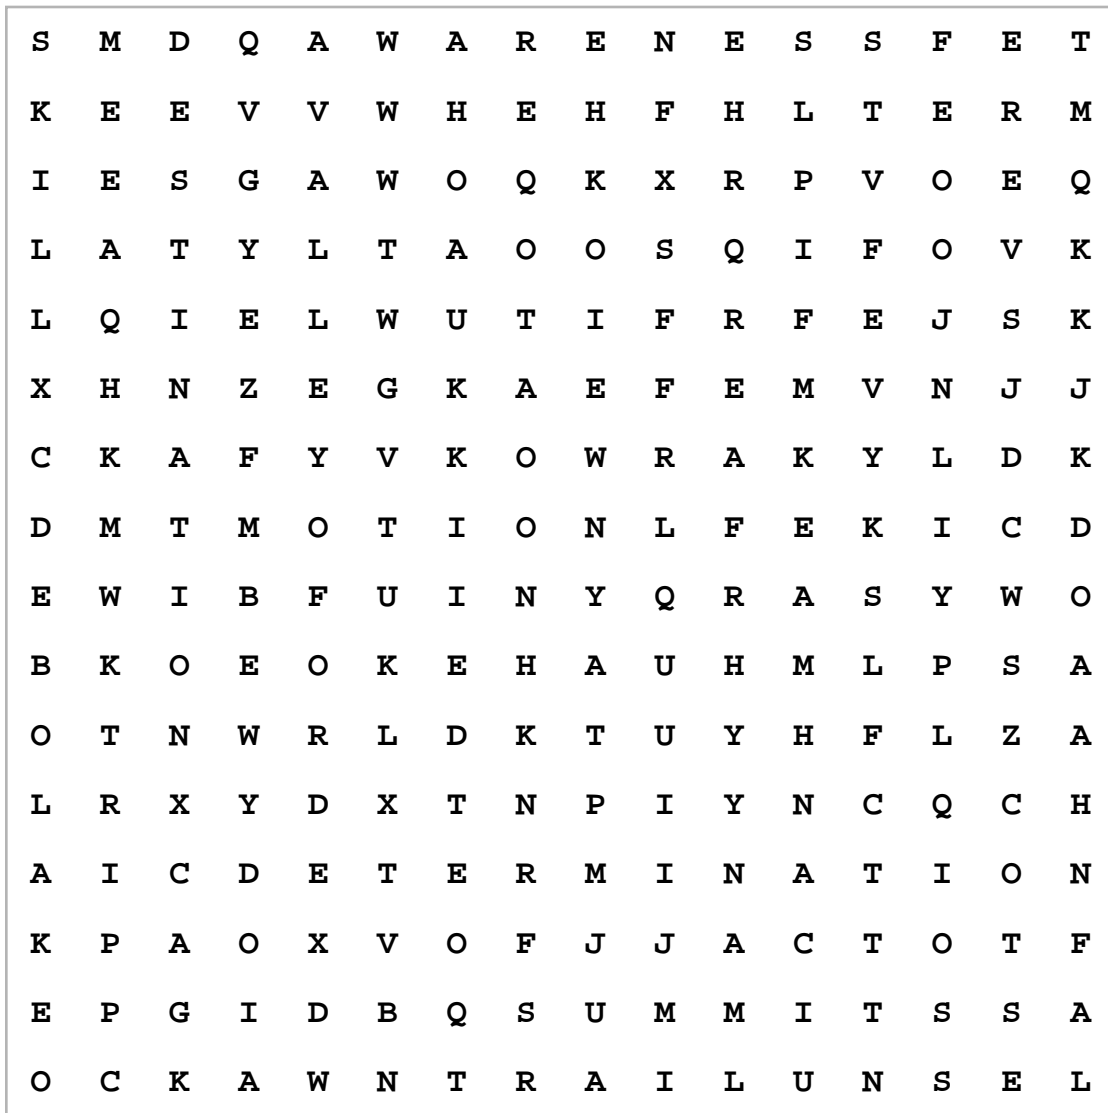 S M D Q A W A R E N E S S F E T
K E E V V W H E H F H L T E R M
I E S G A W O Q K X R P V O E Q
L A T Y L T A O O S Q I F O V K
L Q I E L W U T I F R F E J S K
X H N Z E G K A E F E M V N J J
C K A F Y V K O W R A K Y L D K
D M T M O T I O N L F E K I C D
E W I B F U I N Y Q R A S Y W O
B K O E O K E H A U H M L P S A
O T N W R L D K T U Y H F L Z A
L R X Y D X T N P I Y N C Q C H
A I C D E T E R M I N A T I O N
K P A O X V O F J J A C T O T F
E P G I D B Q S U M M I T S S A
O C K A W N T R A I L U N S E L